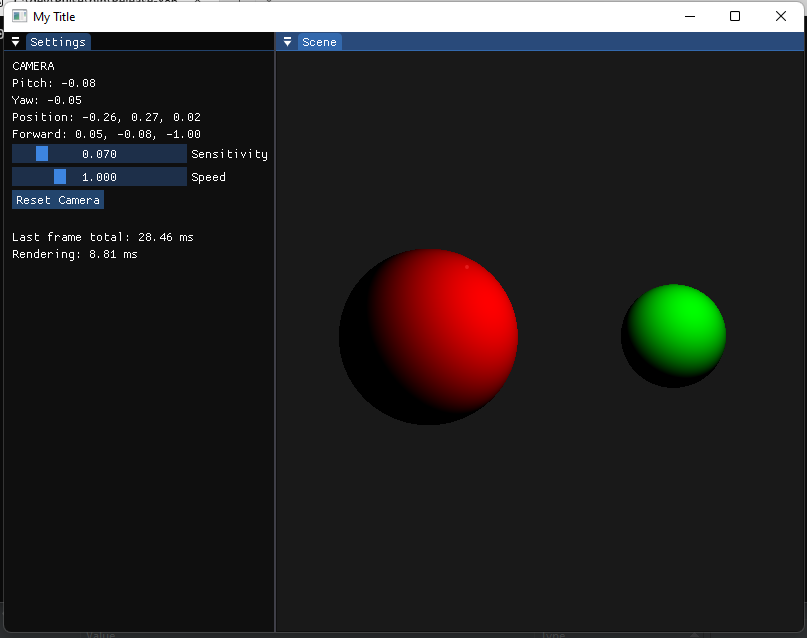 My Title
Settings
Scene
CAMERA
Pitch: -0.08
Yaw: -0.05
Position: -0.26, 0.27, 0.02
Forward: 0.05, -0.08, -1.00
0.070 Sensitivity
1.000 Speed
Reset Camera
Last frame total: 28.46 ms
Rendering: 8.81 ms
Value
Type